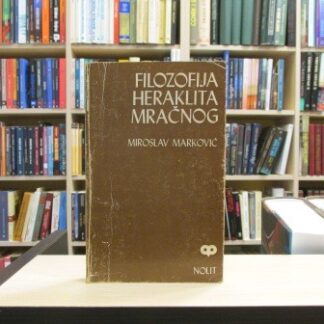 FILOZOFIJA
HERAKLITA
MRAČNOG
MIROSLAV MARKOVIĆ
NOLIT